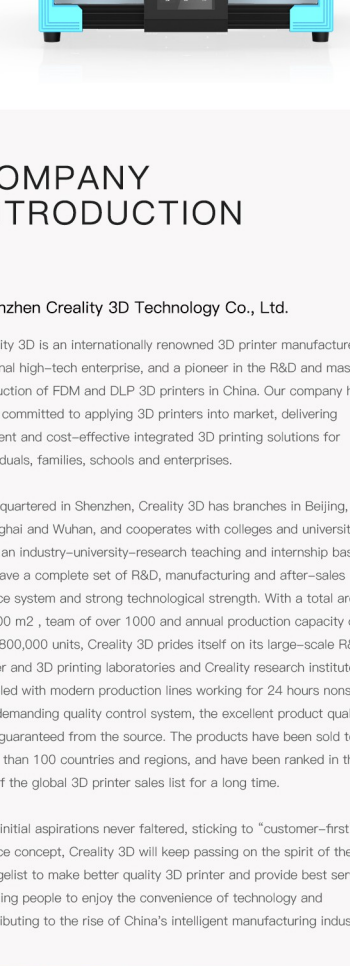 OMPANY
TRODUCTION
nzhen Creality 3D Technology Co., Ltd.
ity 3D is an internationally renowned 3D printer manufacture
nal high-tech enterprise, and a pioneer in the R&D and mas
uction of FDM and DLP 3D printers in China. Our company h
committed to applying 3D printers into market, delivering
ent and cost-effective integrated 3D printing solutions for
duals, families, schools and enterprises.
quartered in Shenzhen, Creality 3D has branches in Beijing,
ghai and Wuhan, and cooperates with colleges and universit
an industry-university-research teaching and internship bas
ave a complete set of R&D, manufacturing and after-sales
ce system and strong technological strength. With a total ar
00 m2 , team of over 1000 and annual production capacity o
800,000 units, Creality 3D prides itself on its large-scale R&
er and 3D printing laboratories and Creality research institute
led with modern production lines working for 24 hours nons
demanding quality control system, the excellent product qual
guaranteed from the source. The products have been sold to
than 100 countries and regions, and have been ranked in th
f the global 3D printer sales list for a long time.
initial aspirations never faltered, sticking to “customer-first
ce concept, Creality 3D will keep passing on the spirit of the
gelist to make better quality 3D printer and provide best serv
ing people to enjoy the convenience of technology and
ibuting to the rise of China's intelligent manufacturing indus